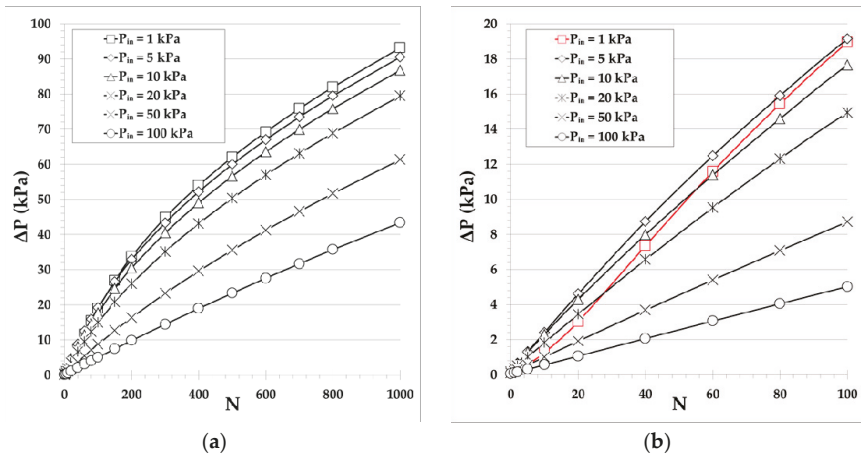 100
90
80
70
60
50
40
30
20
10
0
ΔP (kPa)
P_in = 1 kPa
P_in = 5 kPa
P_in = 10 kPa
P_in = 20 kPa
P_in = 50 kPa
P_in = 100 kPa
0 200 400 600 800 1000
N
(a)
20
18
16
14
12
10
8
6
4
2
0
ΔP (kPa)
P_in = 1 kPa
P_in = 5 kPa
P_in = 10 kPa
P_in = 20 kPa
P_in = 50 kPa
P_in = 100 kPa
0 20 40 60 80 100
N
(b)